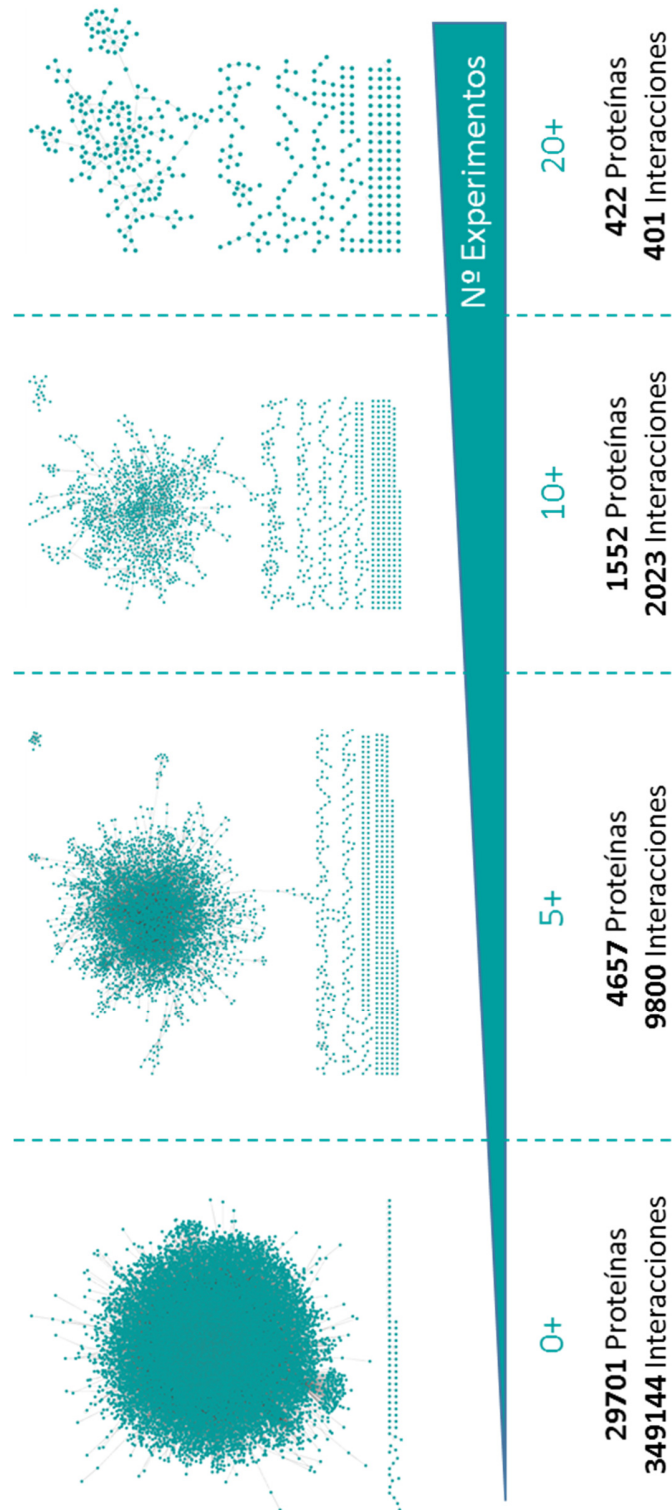 Nº Experimentos
0+
5+
10+
20+
29701 Proteínas
349144 Interacciones
4657 Proteínas
9800 Interacciones
1552 Proteínas
2023 Interacciones
422 Proteínas
401 Interacciones